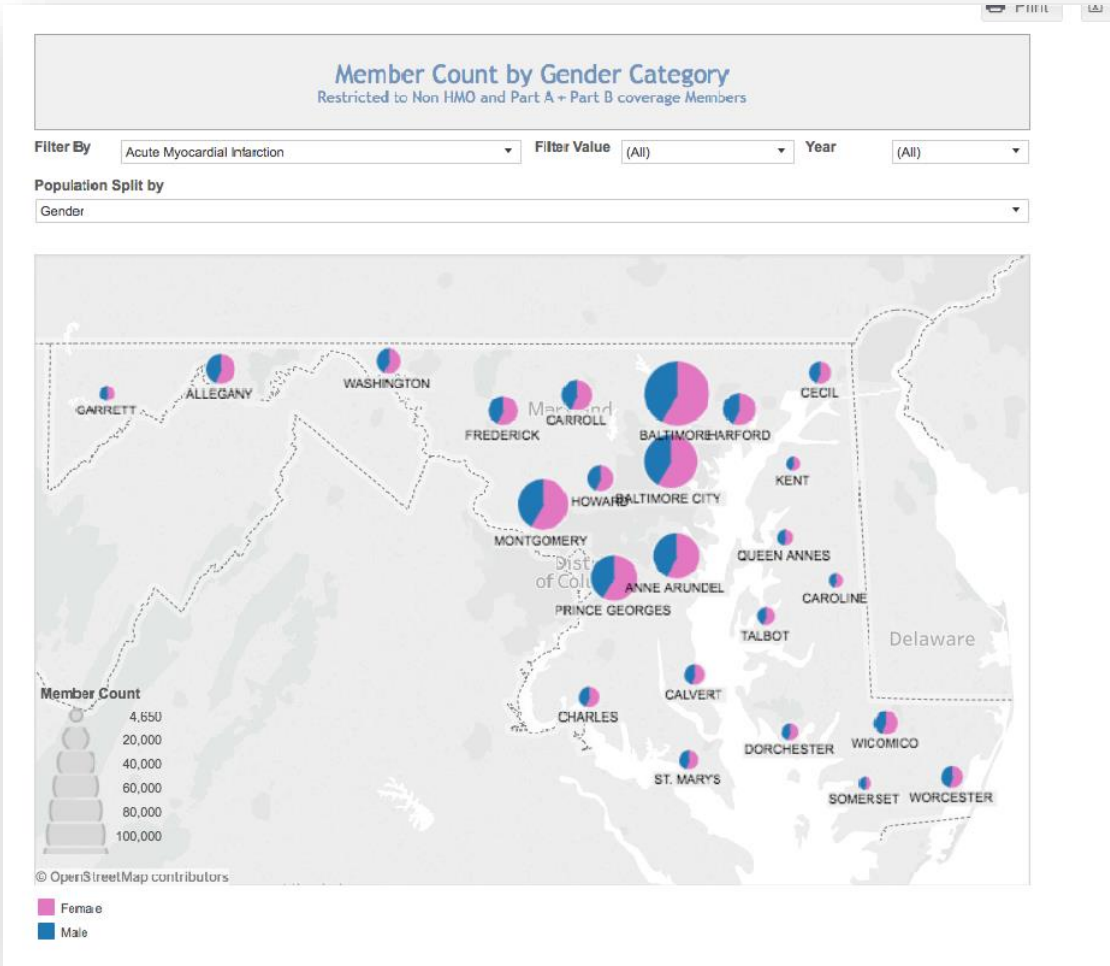 Print
Member Count by Gender Category
Restricted to Non HMO and Part A + Part B coverage Members
Filter By Acute Myocardial Infarction Filter Value (All) Year (All)
Population Split by
Gender
GARRETT
ALLEGANY
WASHINGTON
Maryland
FREDERICK
CARROLL
BALTIMORE
HARFORD
CECIL
KENT
HOWARD
BALTIMORE CITY
MONTGOMERY
QUEEN ANNES
Dist
of Colu
ANNE ARUNDEL
PRINCE GEORGES
CAROLINE
TALBOT
Delaware
CALVERT
CHARLES
DORCHESTER
WICOMICO
ST. MARYS
SOMERSET
WORCESTER
Member Count
4,650
20,000
40,000
60,000
80,000
100,000
© OpenStreetMap contributors
Female
Male